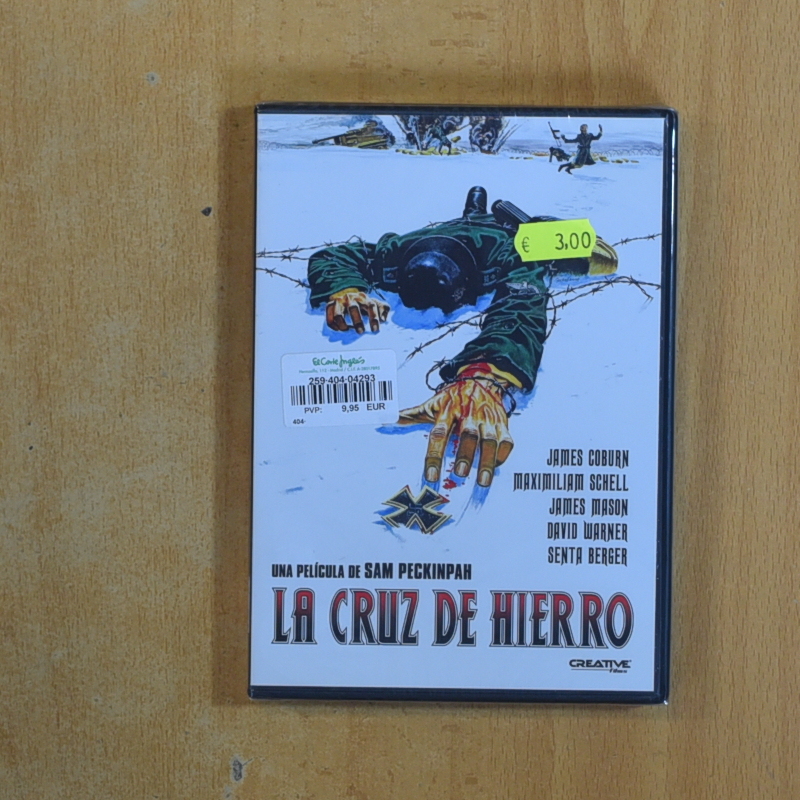 € 3,00
El Corte Inglés
259-404-04293
PVP: 9,95 EUR
404-
JAMES COBURN
MAXIMILIAM SCHELL
JAMES MASON
DAVID WARNER
SENTA BERGER
UNA PELÍCULA DE SAM PECKINPAH
LA CRUZ DE HIERRO
CREATIVE
films